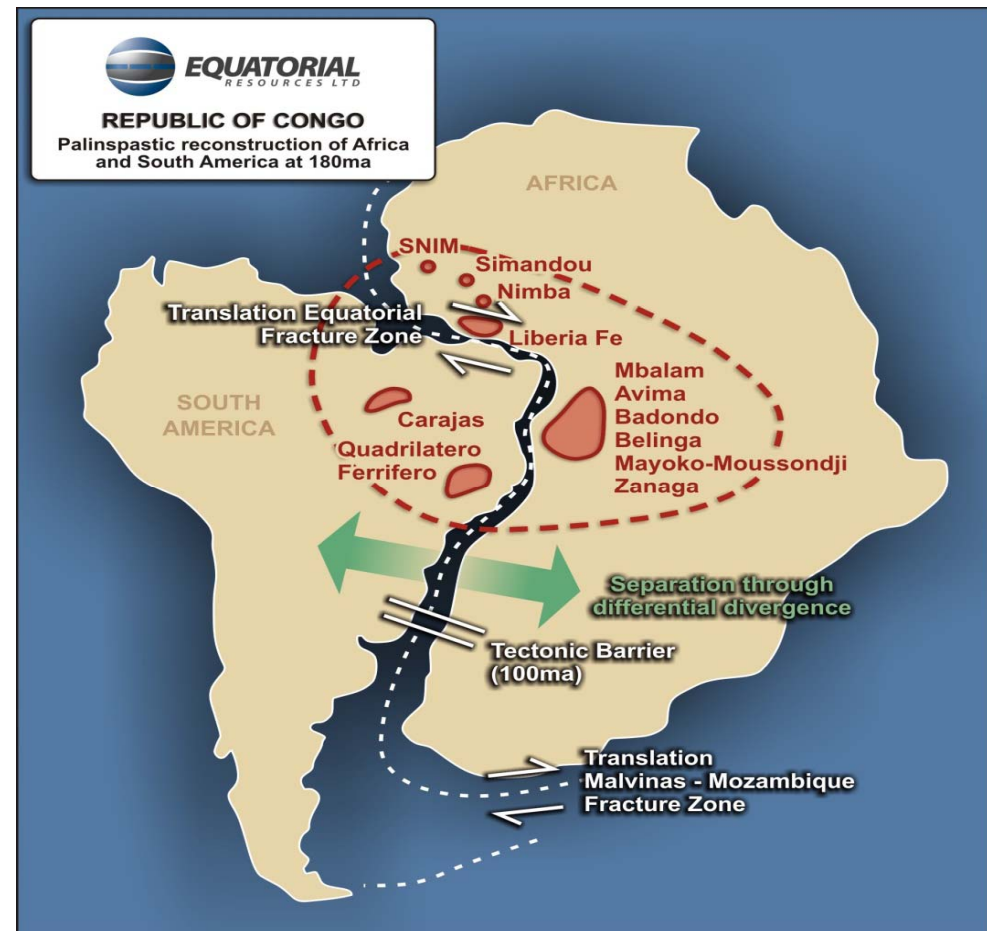 EQUATORIAL
RESOURCES LTD
REPUBLIC OF CONGO
Palinspastic reconstruction of Africa
and South America at 180ma
AFRICA
SNIM
Simandou
Nimba
Translation Equatorial
Fracture Zone
Liberia Fe
Mbalam
Avima
Badondo
Belinga
Mayoko-Moussondji
Zanaga
SOUTH
AMERICA
Carajas
Quadrilatero
Ferrifero
Separation through
differential divergence
Tectonic Barrier
(100ma)
Translation
Malvinas - Mozambique
Fracture Zone